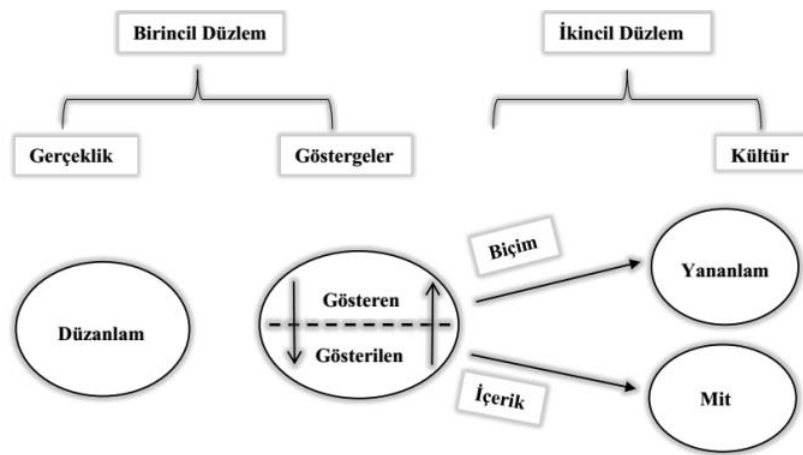 Birincil Düzlem
İkincil Düzlem
Gerçeklik
Göstergeler
Kültür
Biçim
Yananlam
Düzanlam
Gösteren
Gösterilen
İçerik
Mit